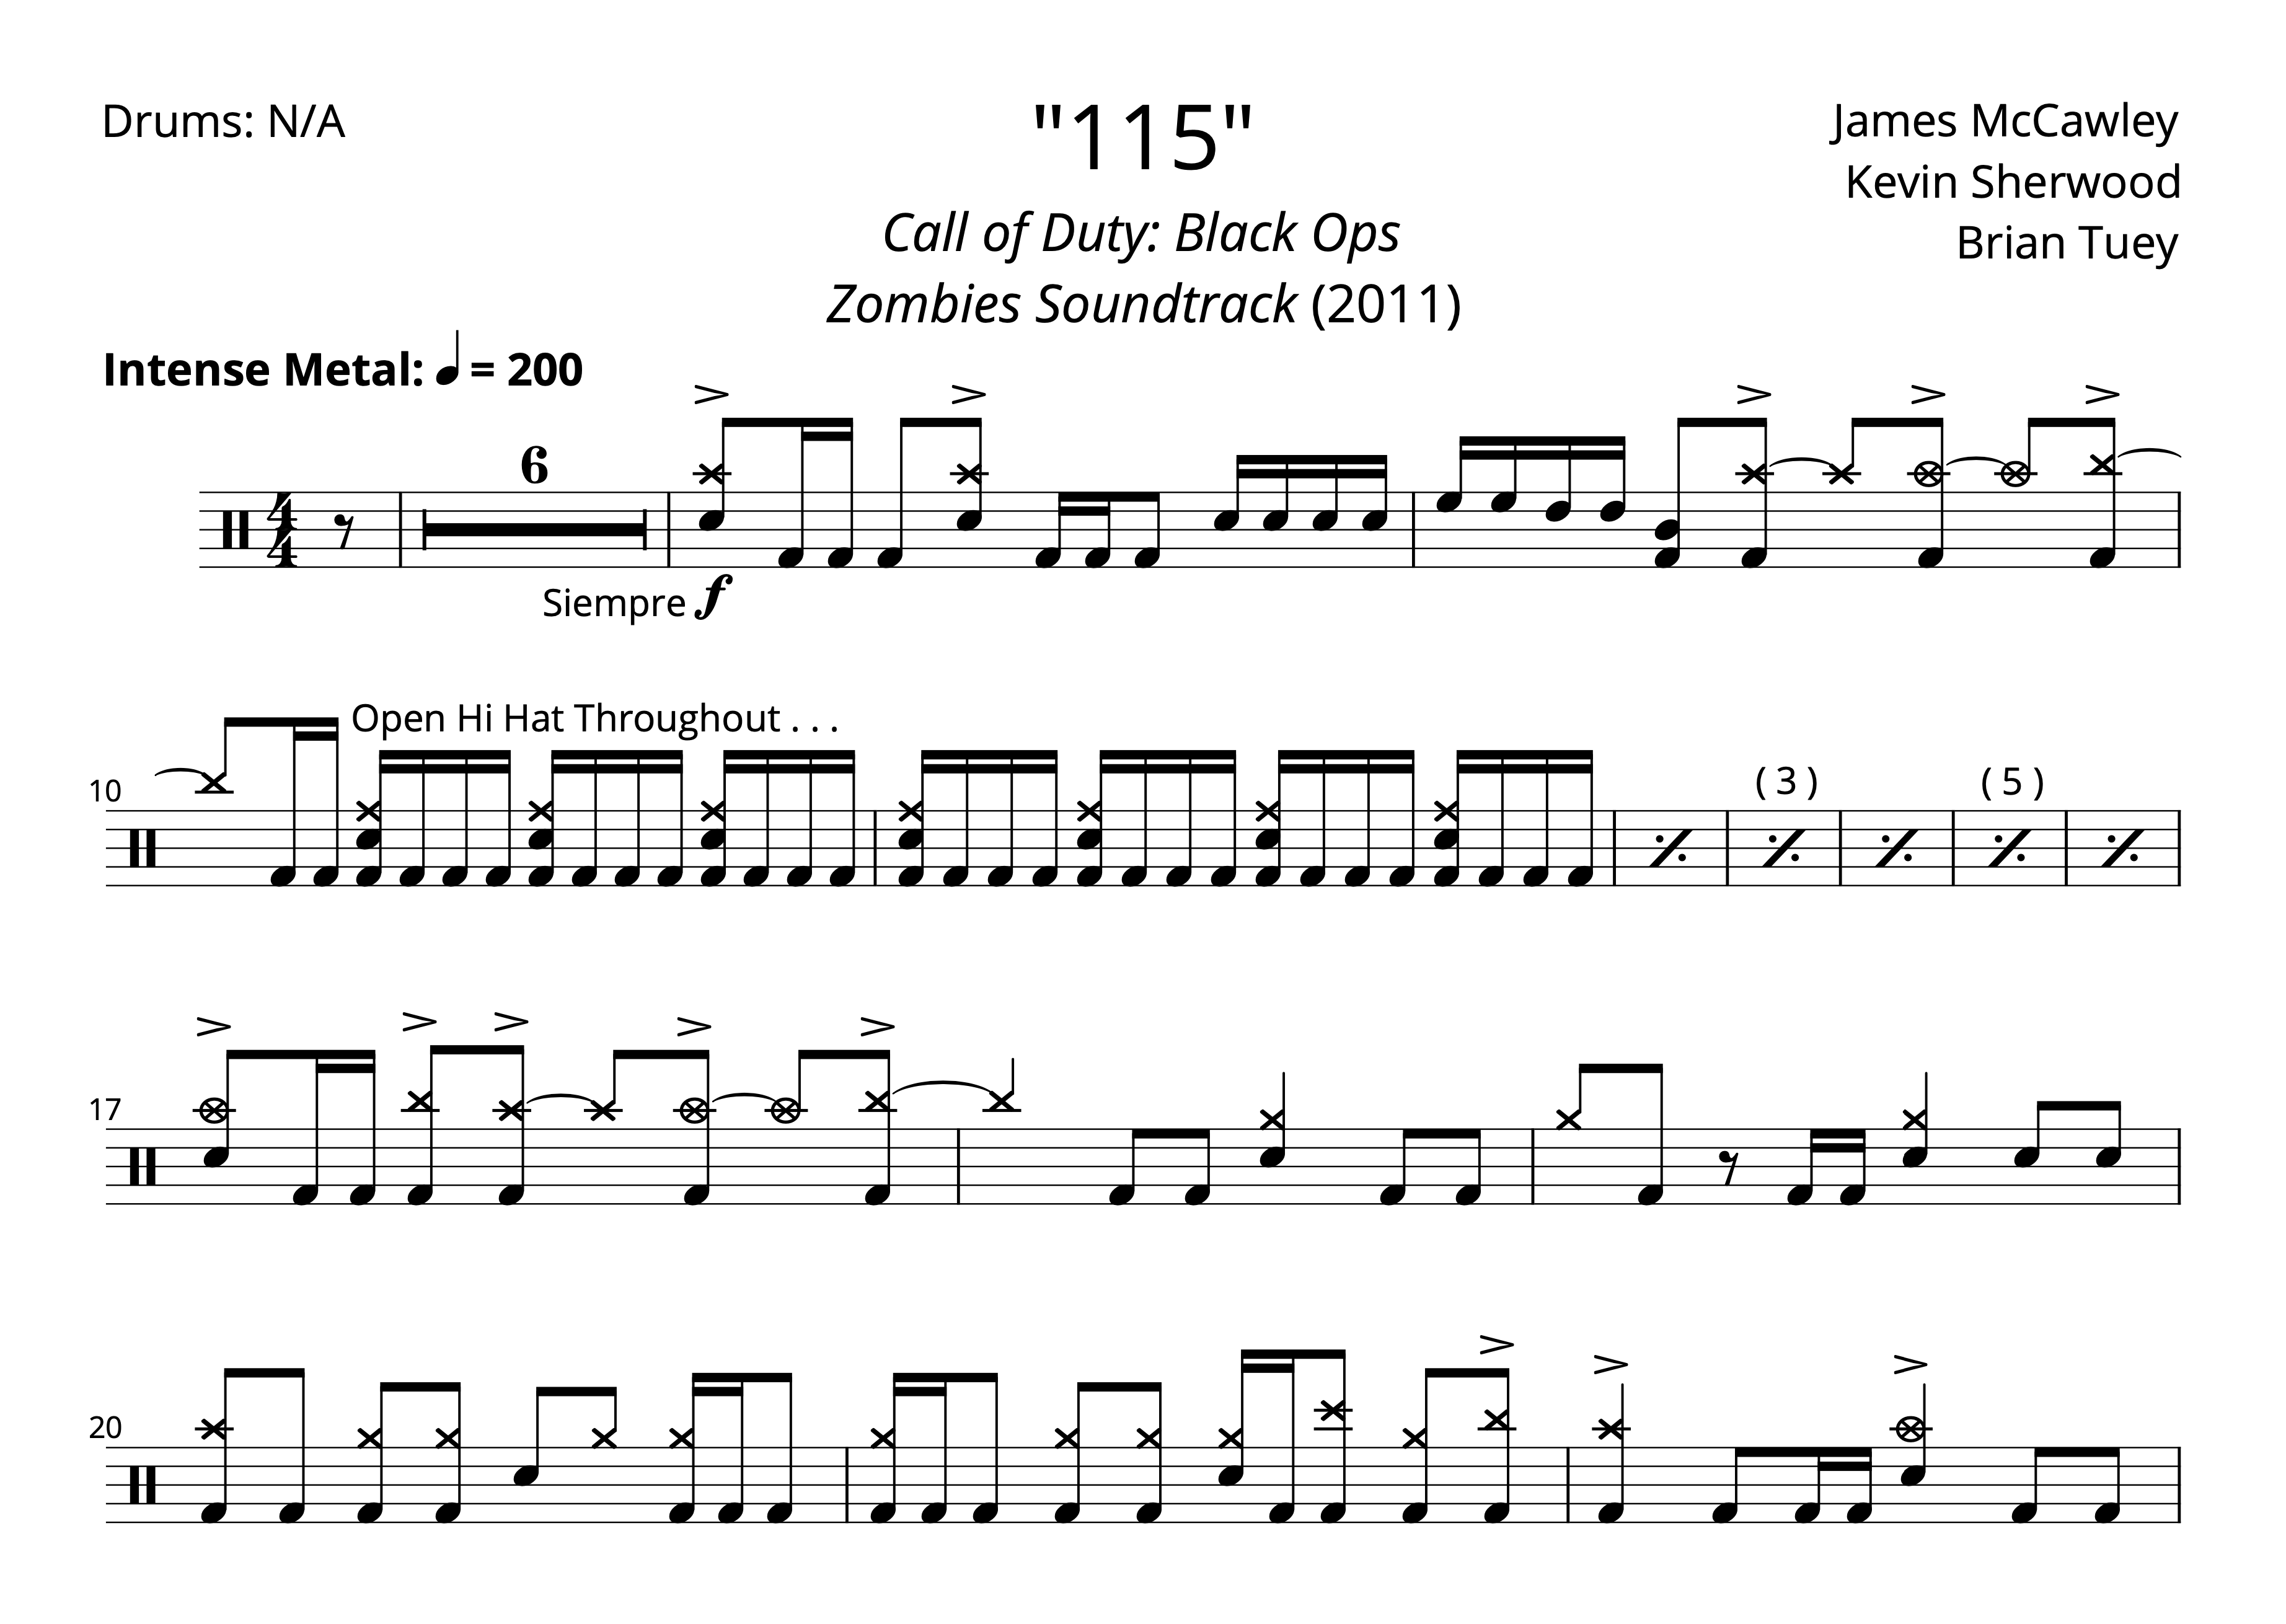 Drums: N/A
"115"
James McCawley
Kevin Sherwood
Brian Tuey
Call of Duty: Black Ops
Zombies Soundtrack (2011)
Intense Metal: ♩ = 200
6
4
4
Siempre f
Open Hi Hat Throughout . . .
10
( 3 )
( 5 )
17
20